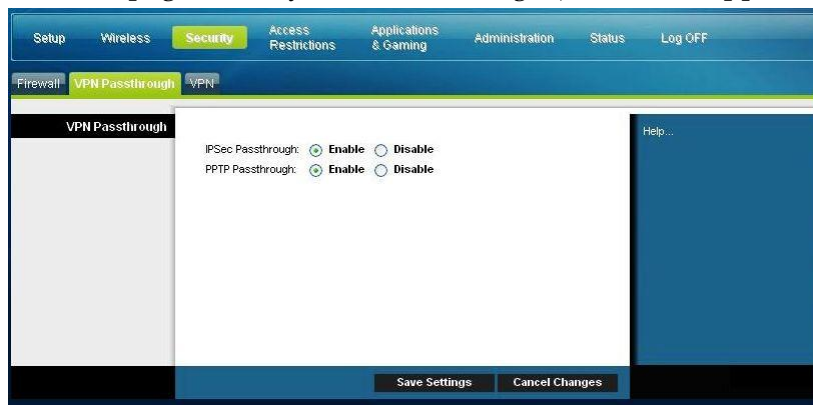 Setup Wireless Security Access Restrictions Applications & Gaming Administration Status Log OFF
Firewall VPN Passthrough VPN
VPN Passthrough
Help...
IPSec Passthrough: Enable Disable
PPTP Passthrough: Enable Disable
Save Settings Cancel Changes